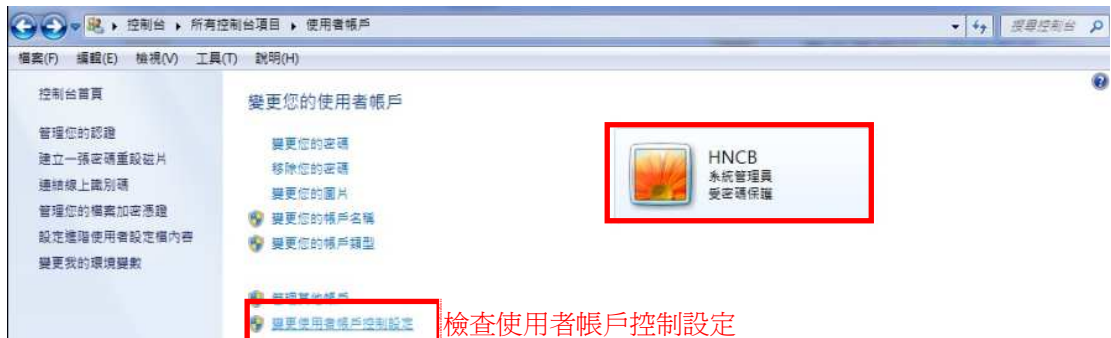 控制台 ▸ 所有控制台項目 ▸ 使用者帳戶
搜尋控制台
檔案(F) 編輯(E) 檢視(V) 工具(T) 說明(H)
控制台首頁
管理您的認證
建立一張密碼重設磁片
連結線上識別碼
管理您的檔案加密憑證
設定進階使用者設定檔內容
變更我的環境變數
變更您的使用者帳戶
變更您的密碼
移除您的密碼
變更您的圖片
變更您的帳戶名稱
變更您的帳戶類型
管理其他帳戶
變更使用者帳戶控制設定
檢查使用者帳戶控制設定
HNCB
系統管理員
受密碼保護